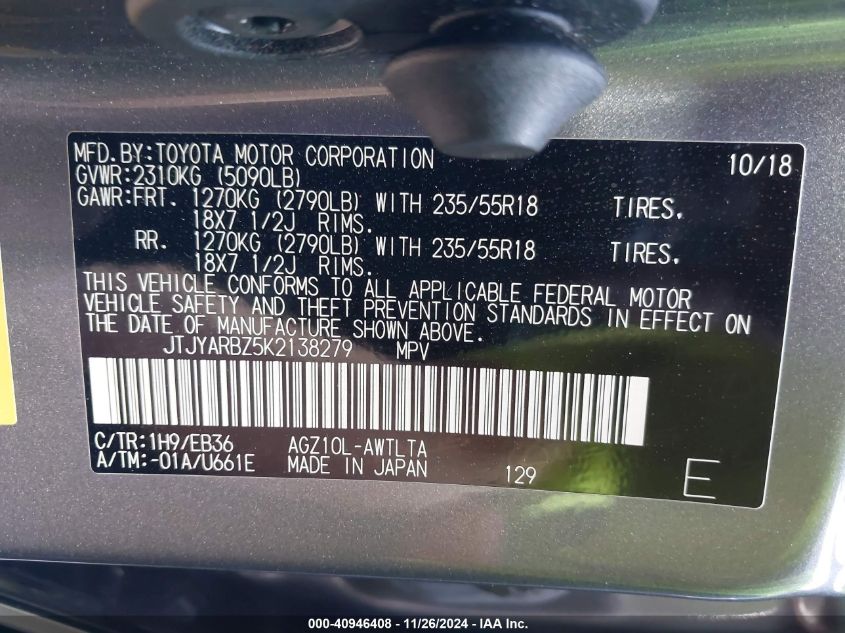 MFD.BY:TOYOTA MOTOR CORPORATION 10/18
GVWR:2310KG (5090LB)
GAWR:FRT. 1270KG (2790LB) WITH 235/55R18 TIRES.
18X7 1/2J RIMS.
RR. 1270KG (2790LB) WITH 235/55R18 TIRES.
18X7 1/2J RIMS.
THIS VEHICLE CONFORMS TO ALL APPLICABLE FEDERAL MOTOR
VEHICLE SAFETY AND THEFT PREVENTION STANDARDS IN EFFECT ON
THE DATE OF MANUFACTURE SHOWN ABOVE.
JTJYARBZ5K2138279 MPV
C/TR:1H9/EB36 AGZ10L-AWTLTA
A/TM:-01A/U661E MADE IN JAPAN 129 E
000-40946408 - 11/26/2024 - IAA Inc.